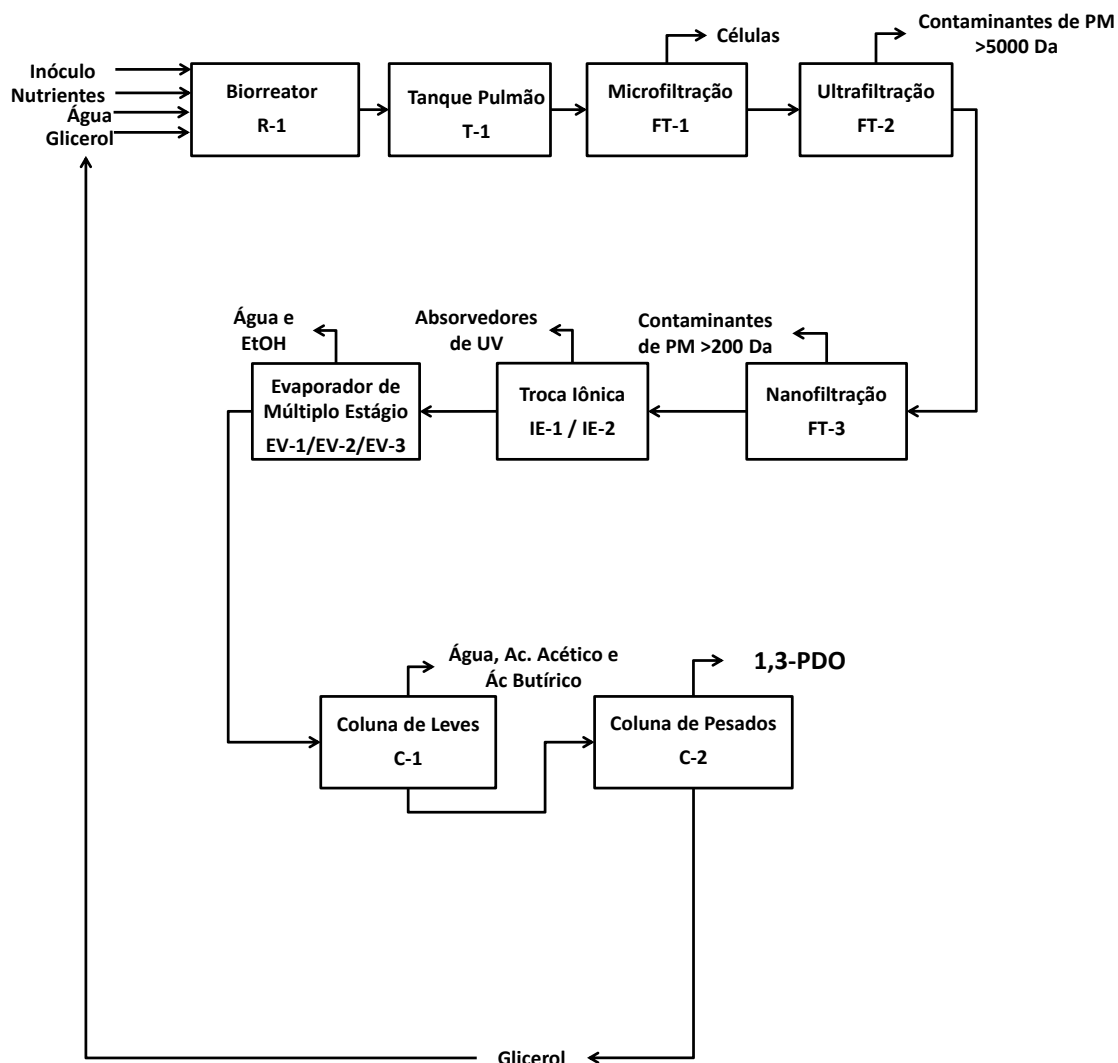 Inóculo
Nutrientes
Água
Glicerol
Biorreator
R-1
Tanque Pulmão
T-1
Células
Microfiltração
FT-1
Contaminantes de PM
>5000 Da
Ultrafiltração
FT-2
Água e
EtOH
Evaporador de
Múltiplo Estágio
EV-1/EV-2/EV-3
Absorvedores
de UV
Troca Iônica
IE-1 / IE-2
Contaminantes
de PM >200 Da
Nanofiltração
FT-3
Água, Ac. Acético e
Ác Butírico
Coluna de Leves
C-1
1,3-PDO
Coluna de Pesados
C-2
Glicerol